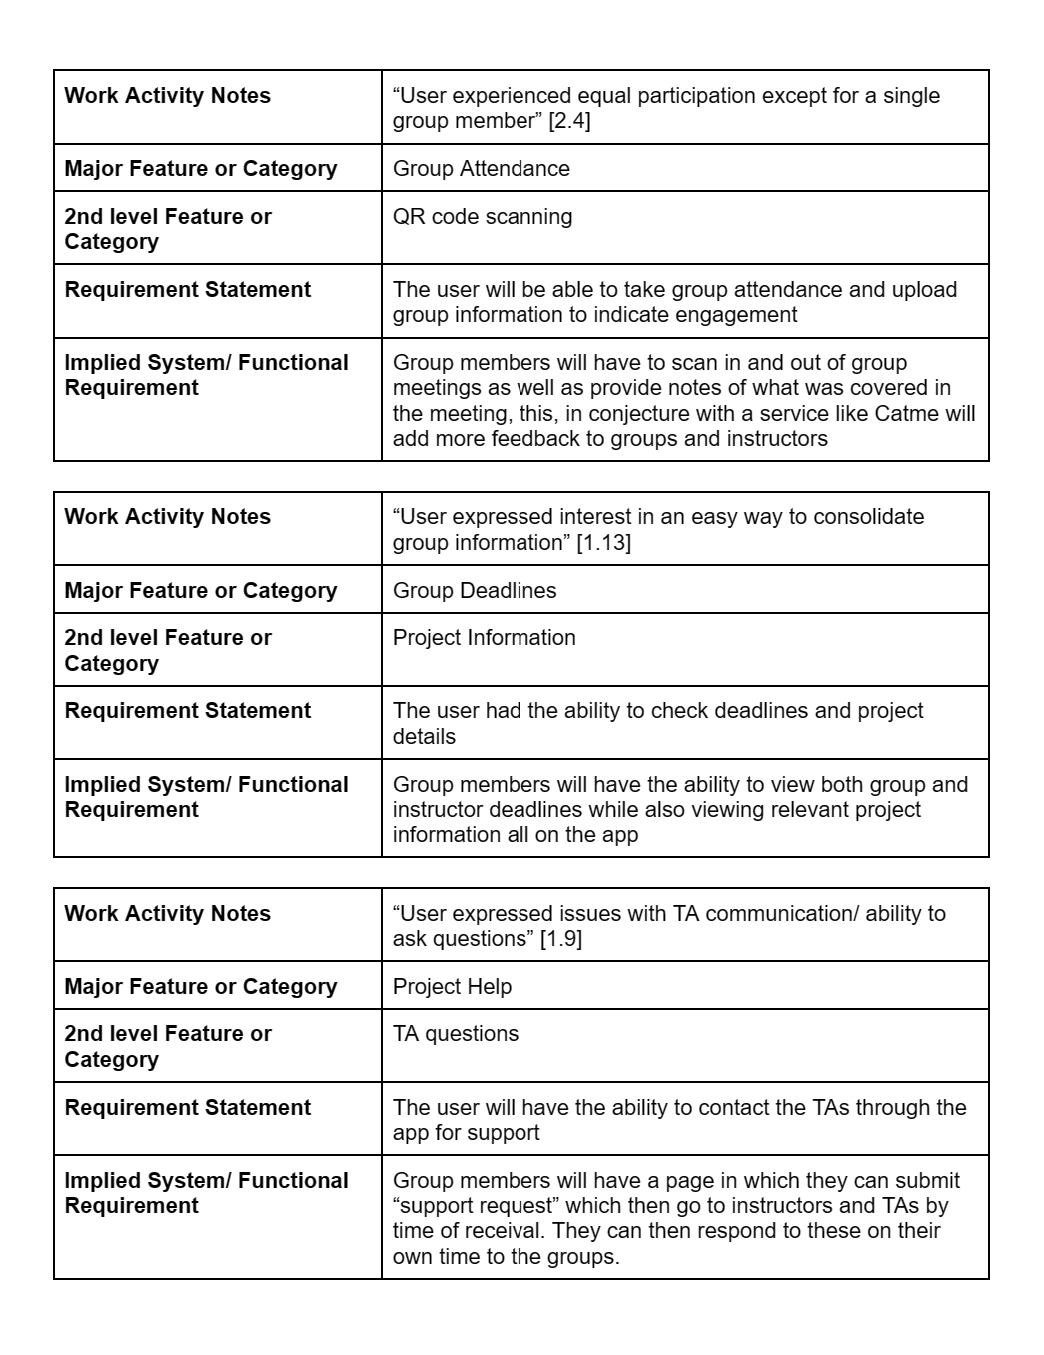 Work Activity Notes
“User experienced equal participation except for a single
group member” [2.4]
Major Feature or Category
Group Attendance
2nd level Feature or
Category
QR code scanning
Requirement Statement
The user will be able to take group attendance and upload
group information to indicate engagement
Implied System/ Functional
Requirement
Group members will have to scan in and out of group
meetings as well as provide notes of what was covered in
the meeting, this, in conjecture with a service like Catme will
add more feedback to groups and instructors
Work Activity Notes
“User expressed interest in an easy way to consolidate
group information” [1.13]
Major Feature or Category
Group Deadlines
2nd level Feature or
Category
Project Information
Requirement Statement
The user had the ability to check deadlines and project
details
Implied System/ Functional
Requirement
Group members will have the ability to view both group and
instructor deadlines while also viewing relevant project
information all on the app
Work Activity Notes
“User expressed issues with TA communication/ ability to
ask questions” [1.9]
Major Feature or Category
Project Help
2nd level Feature or
Category
TA questions
Requirement Statement
The user will have the ability to contact the TAs through the
app for support
Implied System/ Functional
Requirement
Group members will have a page in which they can submit
“support request” which then go to instructors and TAs by
time of receival. They can then respond to these on their
own time to the groups.